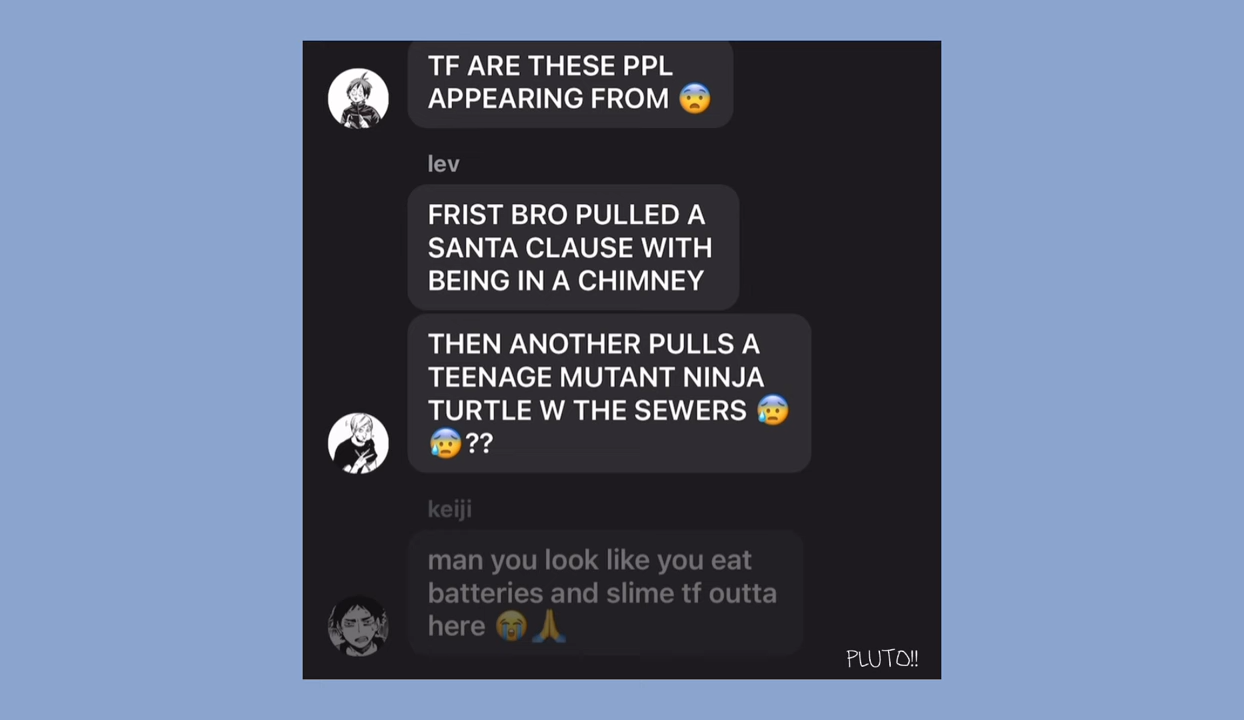 TF ARE THESE PPL
APPEARING FROM 😨
lev
FRIST BRO PULLED A
SANTA CLAUSE WITH
BEING IN A CHIMNEY
THEN ANOTHER PULLS A
TEENAGE MUTANT NINJA
TURTLE W THE SEWERS 😰
😰??
keiji
man you look like you eat
batteries and slime tf outta
here 😭🙏
PLUTO!!